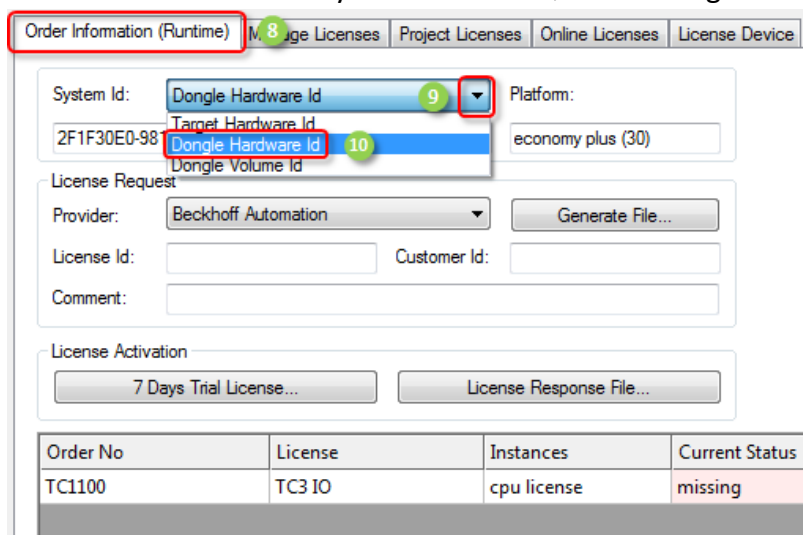 Order Information (Runtime) 8 age Licenses Project Licenses Online Licenses License Device
System Id: Dongle Hardware Id 9 Platform:
2F1F30E0-981 Target Hardware Id economy plus (30)
Dongle Hardware Id 10
Dongle Volume Id
License Request
Provider: Beckhoff Automation Generate File...
License Id: Customer Id:
Comment:
License Activation
7 Days Trial License... License Response File...
Order No License Instances Current Status
TC1100 TC3 IO cpu license missing